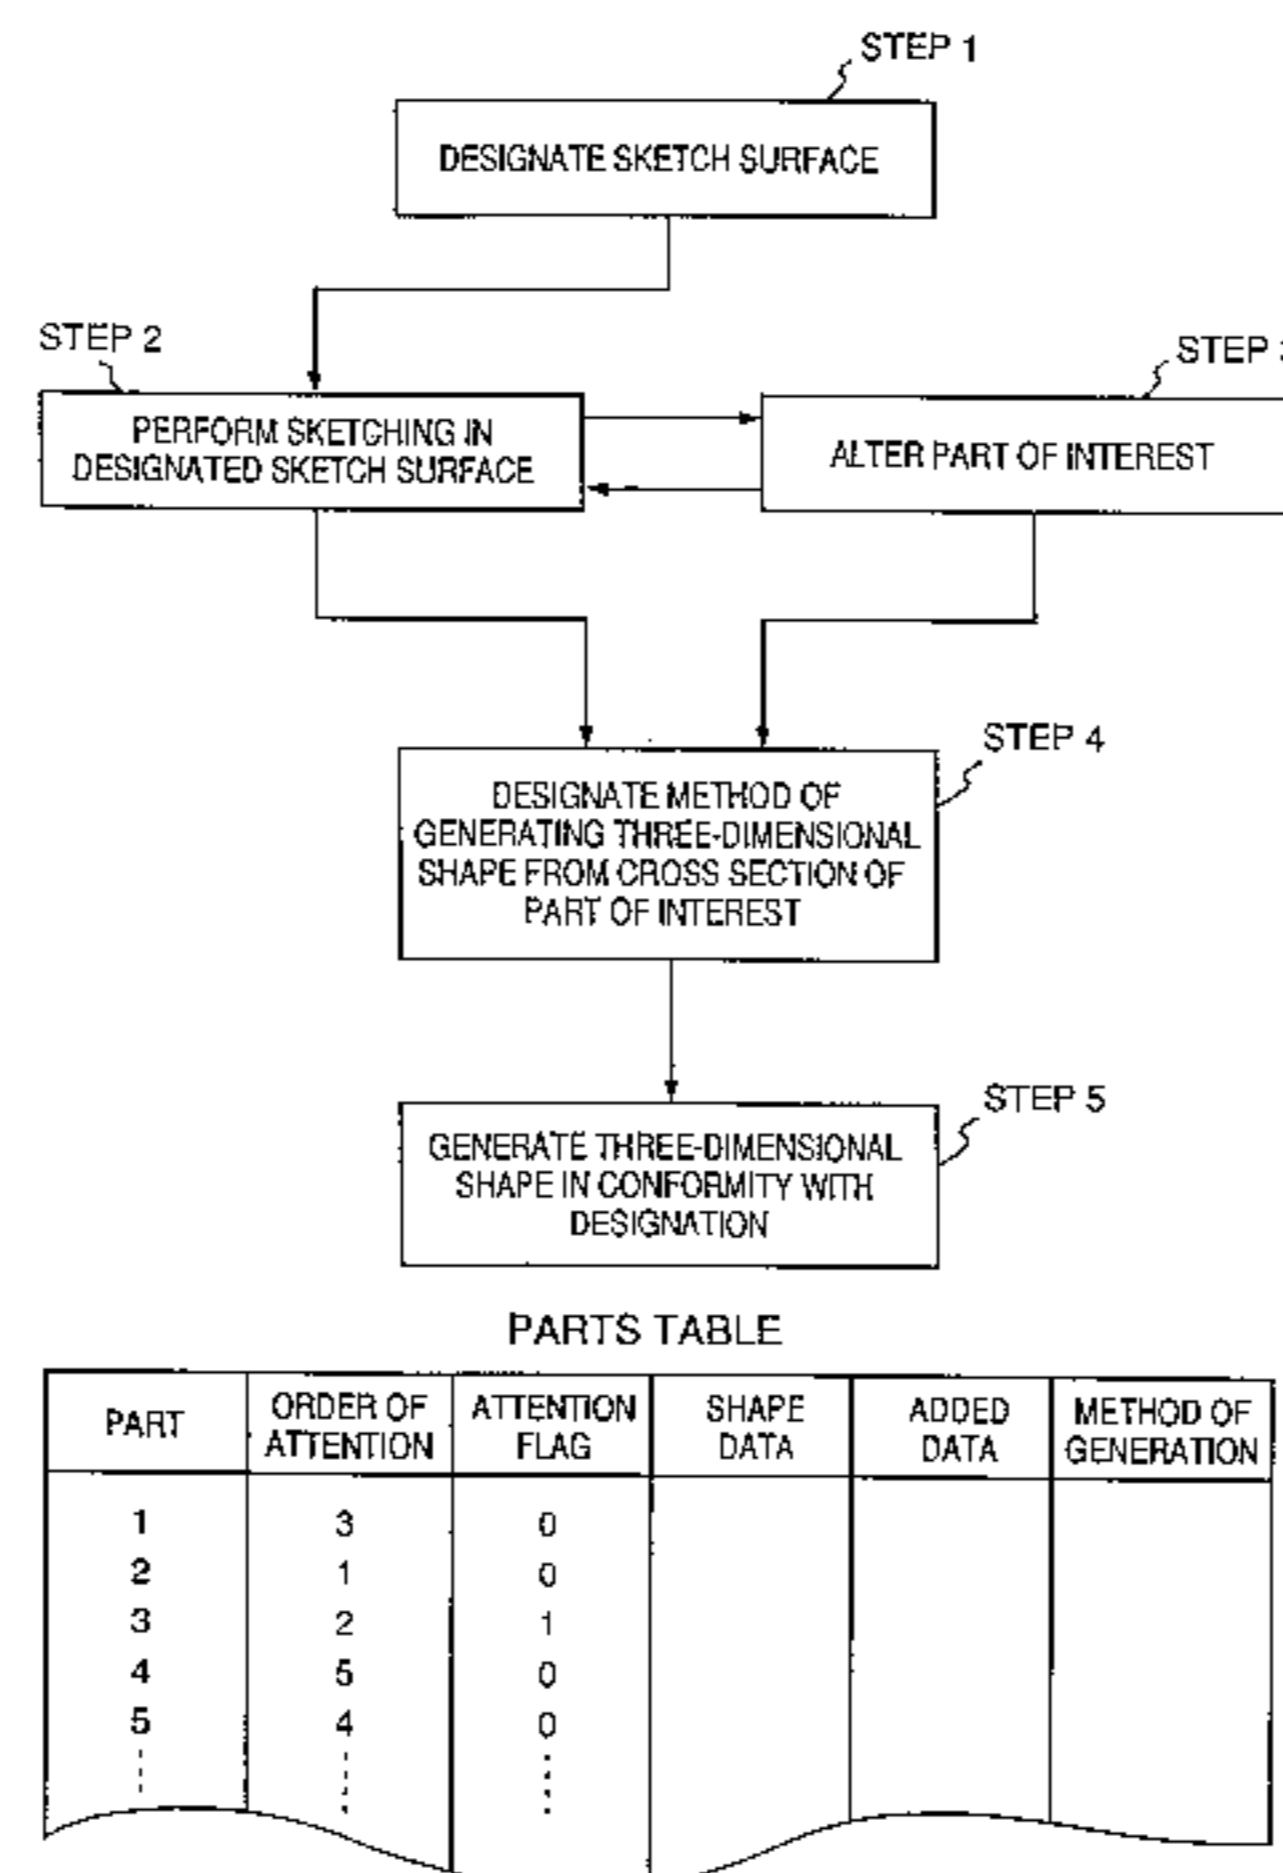 STEP 1
DESIGNATE SKETCH SURFACE
STEP 2
PERFORM SKETCHING IN
DESIGNATED SKETCH SURFACE
STEP 3
ALTER PART OF INTEREST
STEP 4
DESIGNATE METHOD OF
GENERATING THREE-DIMENSIONAL
SHAPE FROM CROSS SECTION OF
PART OF INTEREST
STEP 5
GENERATE THREE-DIMENSIONAL
SHAPE IN CONFORMITY WITH
DESIGNATION
PARTS TABLE
PART
ORDER OF
ATTENTION
ATTENTION
FLAG
SHAPE
DATA
ADDED
DATA
METHOD OF
GENERATION
1 3 0
2 1 0
3 2 1
4 5 0
5 4 0